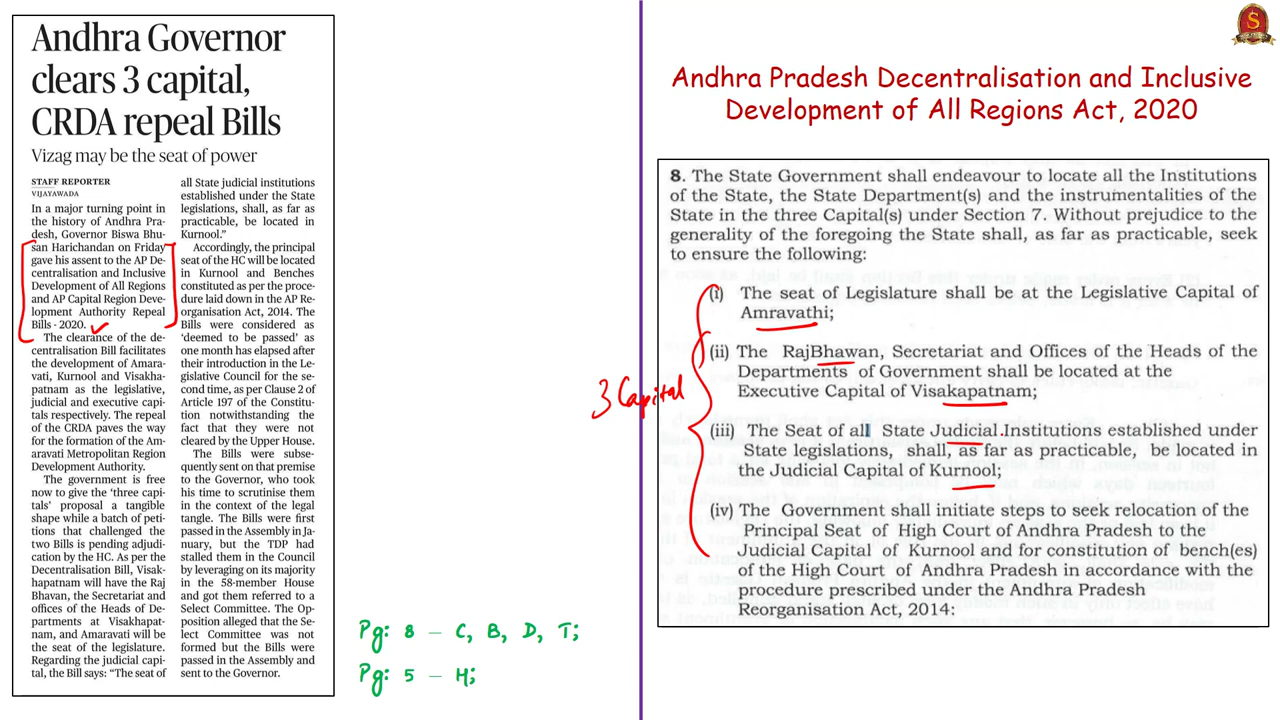 Andhra Governor
clears 3 capital,
CRDA repeal Bills
Vizag may be the seat of power
STAFF REPORTER
VIJAYAWADA
In a major turning point in
the history of Andhra Pra-
desh, Governor Biswa Bhu-
san Harichandan on Friday
gave his assent to the AP De-
centralisation and Inclusive
Development of All Regions
and AP Capital Region Deve-
lopment Authority Repeal
Bills - 2020.
The clearance of the de-
centralisation Bill facilitates
the development of Amara-
vati, Kurnool and Visakha-
patnam as the legislative,
judicial and executive capi-
tals respectively. The repeal
of the CRDA paves the way
for the formation of the Am-
aravati Metropolitan Region
Development Authority.
The government is free
now to give the 'three capi-
tals' proposal a tangible
shape while a batch of peti-
tions that challenged the
two Bills is pending adjudi-
cation by the HC. As per the
Decentralisation Bill, Visak-
hapatnam will have the Raj
Bhavan, the Secretariat and
offices of the Heads of De-
partments at Visakhapat-
nam, and Amaravati will be
the seat of the legislature.
Regarding the judicial capi-
tal, the Bill says: "The seat of
all State judicial institutions
established under the State
legislations, shall, as far as
practicable, be located in
Kurnool."
Accordingly, the principal
seat of the HC will be located
in Kurnool and Benches
constituted as per the proce-
dure laid down in the AP Re-
organisation Act, 2014. The
Bills were considered as
'deemed to be passed' as
one month has elapsed after
their introduction in the Le-
gislative Council for the se-
cond time, as per Clause 2 of
Article 197 of the Constitu-
tion notwithstanding the
fact that they were not
cleared by the Upper House.
The Bills were subse-
quently sent on that premise
to the Governor, who took
his time to scrutinise them
in the context of the legal
tangle. The Bills were first
passed in the Assembly in Ja-
nuary, but the TDP had
stalled them in the Council
by leveraging on its majority
in the 58-member House
and got them referred to a
Select Committee. The Op-
position alleged that the Se-
lect Committee was not
formed but the Bills were
passed in the Assembly and
sent to the Governor.
Pg: 8 – C, B, D, T;
Pg: 5 – H;
S
Andhra Pradesh Decentralisation and Inclusive
Development of All Regions Act, 2020
8. The State Government shall endeavour to locate all the Institutions
of the State, the State Department(s) and the instrumentalities of the
State in the three Capital(s) under Section 7. Without prejudice to the
generality of the foregoing the State shall, as far as practicable, seek
to ensure the following:
(i) The seat of Legislature shall be at the Legislative Capital of
Amravathi;
(ii) The RajBhawan, Secretariat and Offices of the Heads of the
Departments of Government shall be located at the
Executive Capital of Visakapatnam;
3 Capital
(iii) The Seat of all State Judicial Institutions established under
State legislations, shall, as far as practicable, be located in
the Judicial Capital of Kurnool;
(iv) The Government shall initiate steps to seek relocation of the
Principal Seat of High Court of Andhra Pradesh to the
Judicial Capital of Kurnool and for constitution of bench(es)
of the High Court of Andhra Pradesh in accordance with the
procedure prescribed under the Andhra Pradesh
Reorganisation Act, 2014: